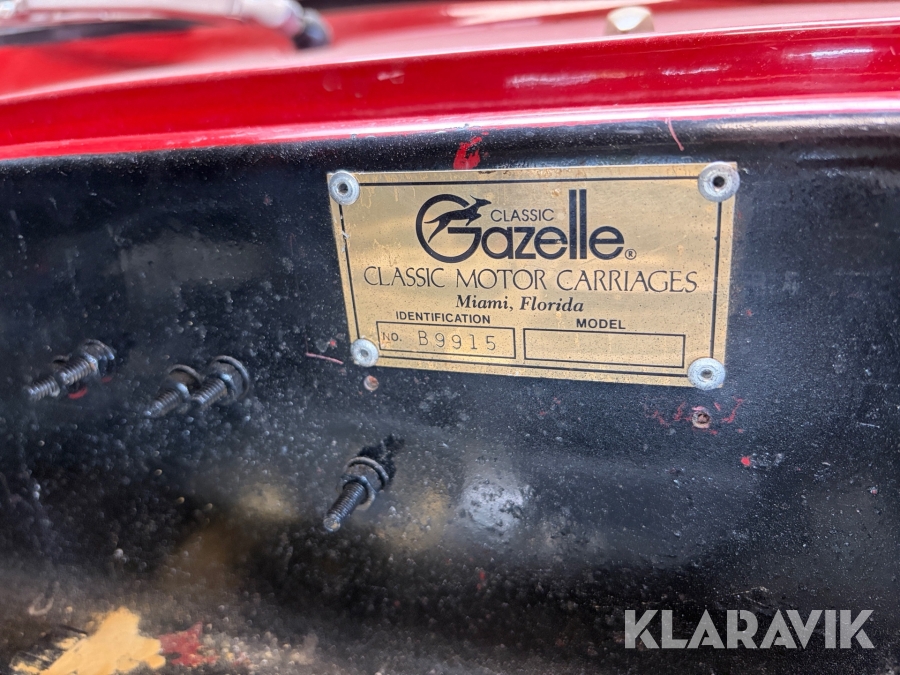 CLASSIC
Gazelle®
CLASSIC MOTOR CARRIAGES
Miami, Florida
IDENTIFICATION MODEL
NO. B9915
KLARAVIK